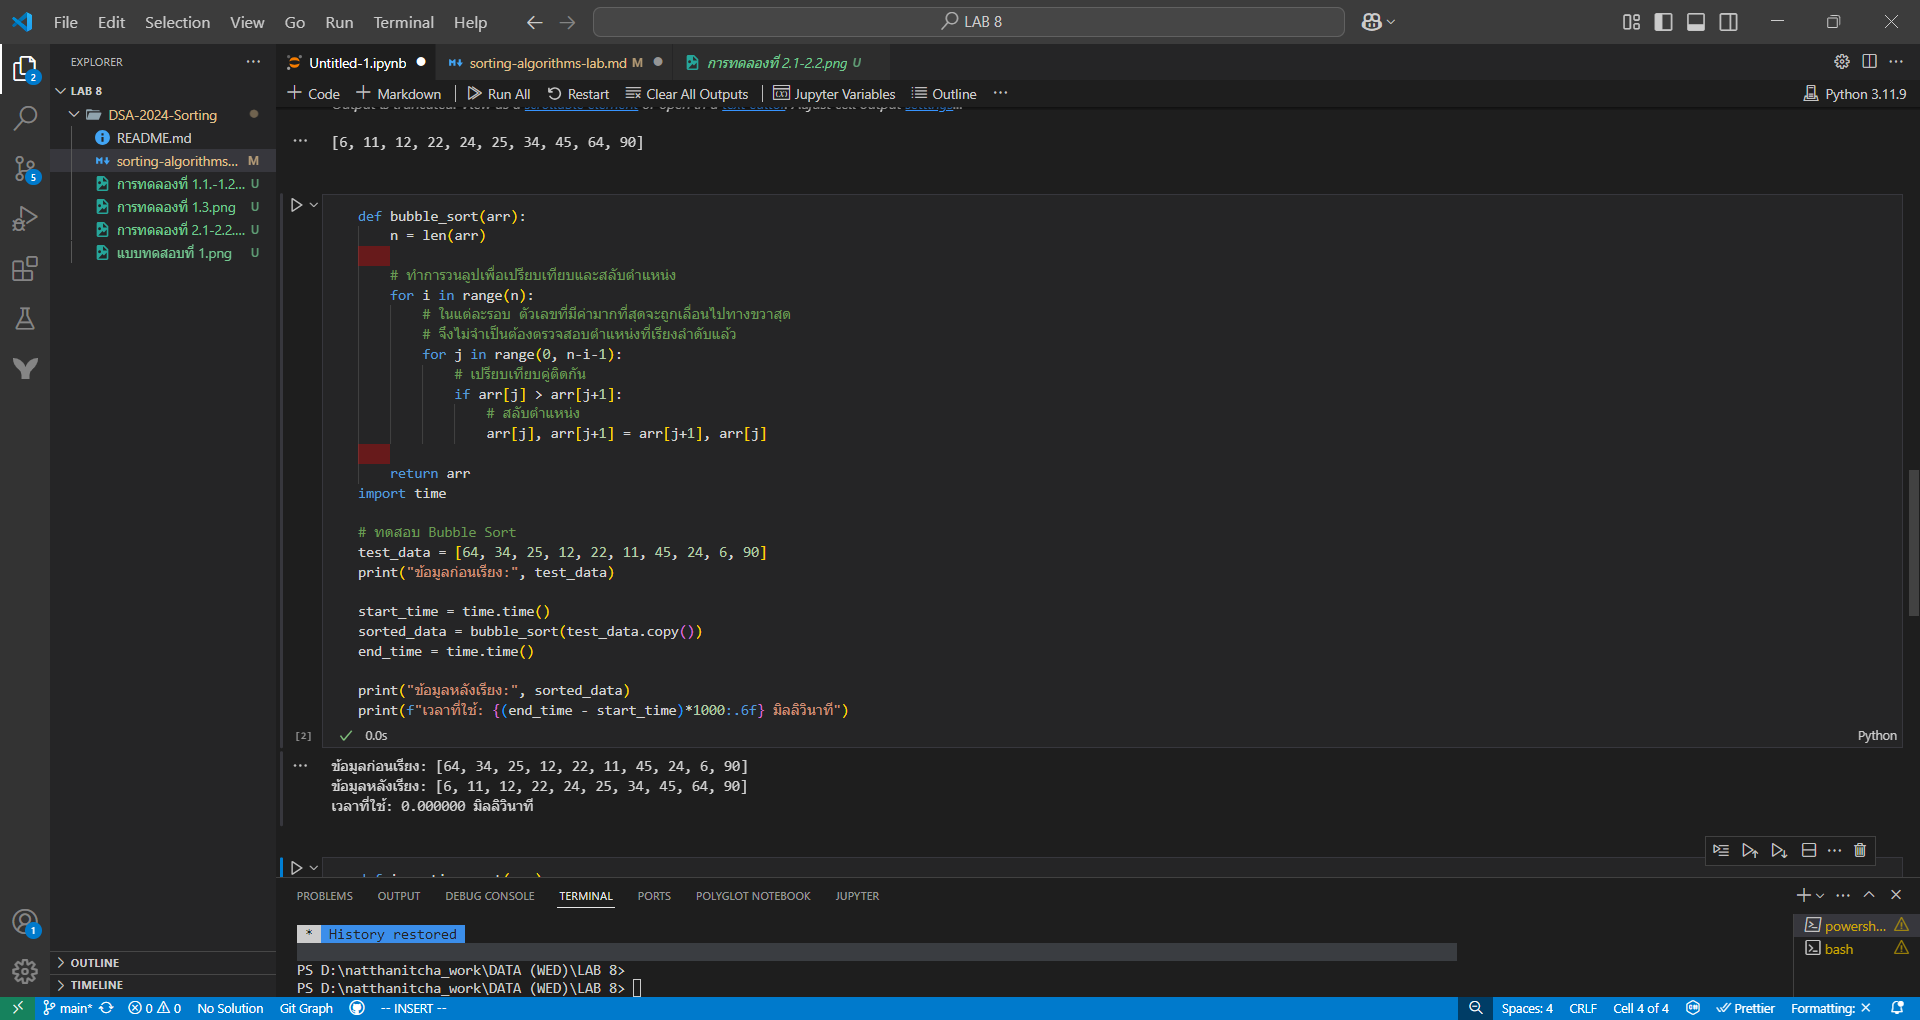 File Edit Selection View Go Run Terminal Help
LAB 8
EXPLORER
LAB 8
DSA-2024-Sorting
README.md
sorting-algorithms... M
การทดลองที่ 1.1.-1.2... U
การทดลองที่ 1.3.png U
การทดลองที่ 2.1-2.2.... U
แบบทดสอบที่ 1.png U
OUTLINE
TIMELINE
Untitled-1.ipynb
sorting-algorithms-lab.md M
การทดลองที่ 2.1-2.2.png U
Code Markdown Run All Restart Clear All Outputs Jupyter Variables Outline ...
Python 3.11.9
[6, 11, 12, 22, 24, 25, 34, 45, 64, 90]
def bubble_sort(arr):
n = len(arr)
# ทำการวนลูปเพื่อเปรียบเทียบและสลับตำแหน่ง
for i in range(n):
# ในแต่ละรอบ ตัวเลขที่มีค่ามากที่สุดจะถูกเลื่อนไปทางขวาสุด
# จึงไม่จำเป็นต้องตรวจสอบตำแหน่งที่เรียงลำดับแล้ว
for j in range(0, n-i-1):
# เปรียบเทียบคู่ติดกัน
if arr[j] > arr[j+1]:
# สลับตำแหน่ง
arr[j], arr[j+1] = arr[j+1], arr[j]
return arr
import time
# ทดสอบ Bubble Sort
test_data = [64, 34, 25, 12, 22, 11, 45, 24, 6, 90]
print("ข้อมูลก่อนเรียง:", test_data)
start_time = time.time()
sorted_data = bubble_sort(test_data.copy())
end_time = time.time()
print("ข้อมูลหลังเรียง:", sorted_data)
print(f"เวลาที่ใช้: {(end_time - start_time)*1000:.6f} มิลลิวินาที")
[2] 0.0s Python
ข้อมูลก่อนเรียง: [64, 34, 25, 12, 22, 11, 45, 24, 6, 90]
ข้อมูลหลังเรียง: [6, 11, 12, 22, 24, 25, 34, 45, 64, 90]
เวลาที่ใช้: 0.000000 มิลลิวินาที
PROBLEMS OUTPUT DEBUG CONSOLE TERMINAL PORTS POLYGLOT NOTEBOOK JUPYTER
* History restored
PS D:\natthanitcha_work\DATA (WED)\LAB 8>
PS D:\natthanitcha_work\DATA (WED)\LAB 8>
powersh...
bash
main* 0 0 No Solution Git Graph -- INSERT -- Spaces: 4 CRLF Cell 4 of 4 Prettier Formatting: ×